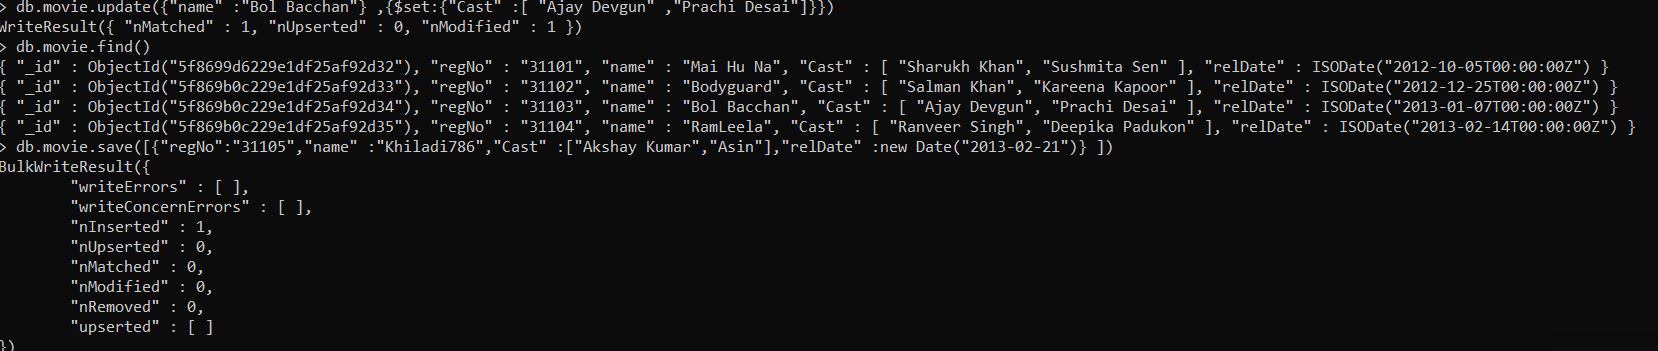 > db.movie.update({"name" :"Bol Bacchan"} ,{$set:{"Cast" :[ "Ajay Devgun" ,"Prachi Desai"]}})
WriteResult({ "nMatched" : 1, "nUpserted" : 0, "nModified" : 1 })
> db.movie.find()
{ "_id" : ObjectId("5f8699d6229e1df25af92d32"), "regNo" : "31101", "name" : "Mai Hu Na", "Cast" : [ "Sharukh Khan", "Sushmita Sen" ], "relDate" : ISODate("2012-10-05T00:00:00Z") }
{ "_id" : ObjectId("5f869b0c229e1df25af92d33"), "regNo" : "31102", "name" : "Bodyguard", "Cast" : [ "Salman Khan", "Kareena Kapoor" ], "relDate" : ISODate("2012-12-25T00:00:00Z") }
{ "_id" : ObjectId("5f869b0c229e1df25af92d34"), "regNo" : "31103", "name" : "Bol Bacchan", "Cast" : [ "Ajay Devgun", "Prachi Desai" ], "relDate" : ISODate("2013-01-07T00:00:00Z") }
{ "_id" : ObjectId("5f869b0c229e1df25af92d35"), "regNo" : "31104", "name" : "RamLeela", "Cast" : [ "Ranveer Singh", "Deepika Padukon" ], "relDate" : ISODate("2013-02-14T00:00:00Z") }
> db.movie.save([{"regNo":"31105","name" :"Khiladi786","Cast" :["Akshay Kumar","Asin"],"relDate" :new Date("2013-02-21")} ])
BulkWriteResult({
"writeErrors" : [ ],
"writeConcernErrors" : [ ],
"nInserted" : 1,
"nUpserted" : 0,
"nMatched" : 0,
"nModified" : 0,
"nRemoved" : 0,
"upserted" : [ ]
})